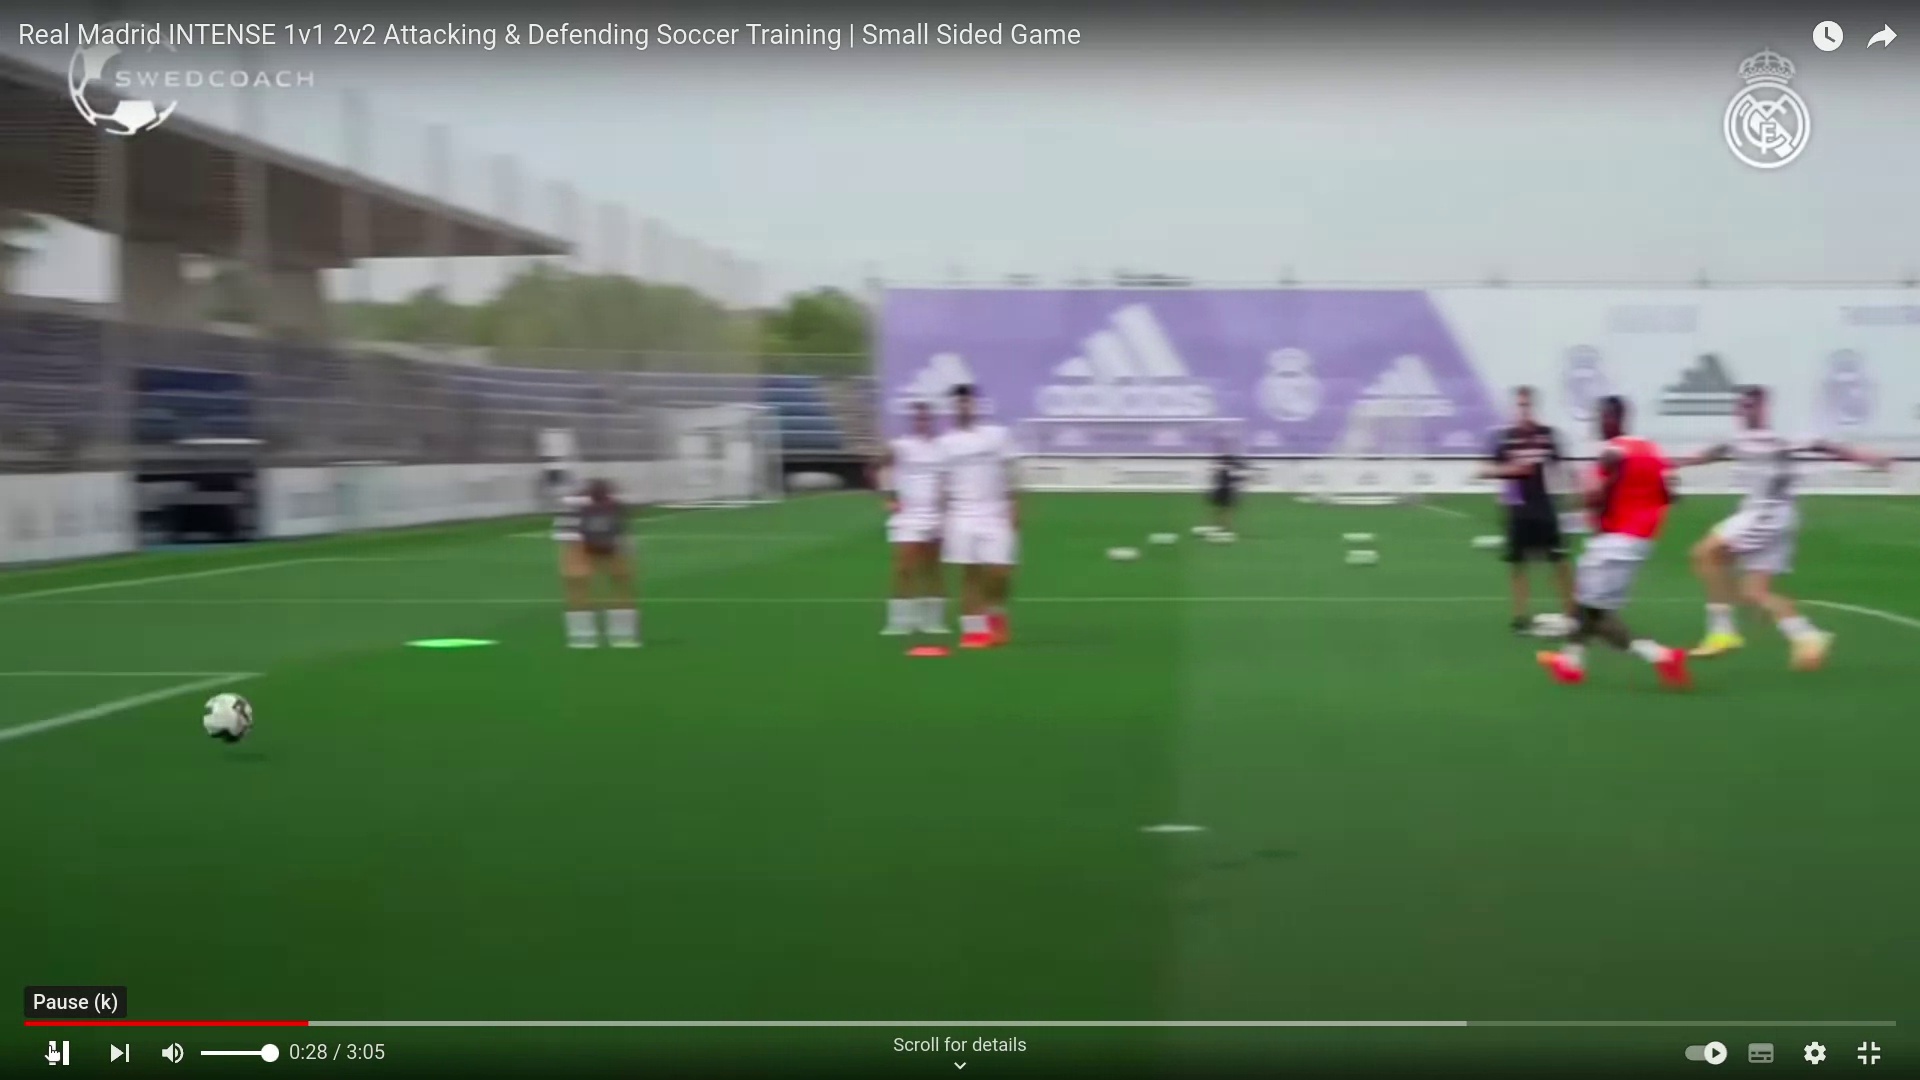 Real Madrid INTENSE 1v1 2v2 Attacking & Defending Soccer Training | Small Sided Game
SWEDCOACH
adidas
Pause (k)
0:28 / 3:05
Scroll for details